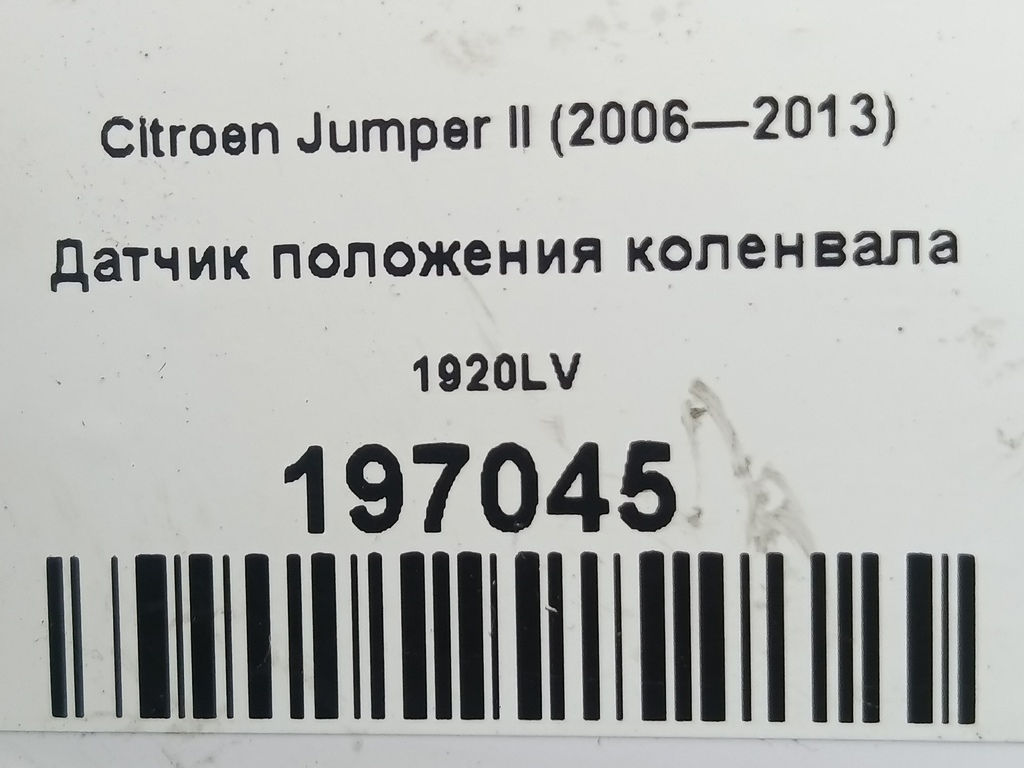 Citroen Jumper II (2006—2013)
Датчик положения коленвала
1920LV
197045